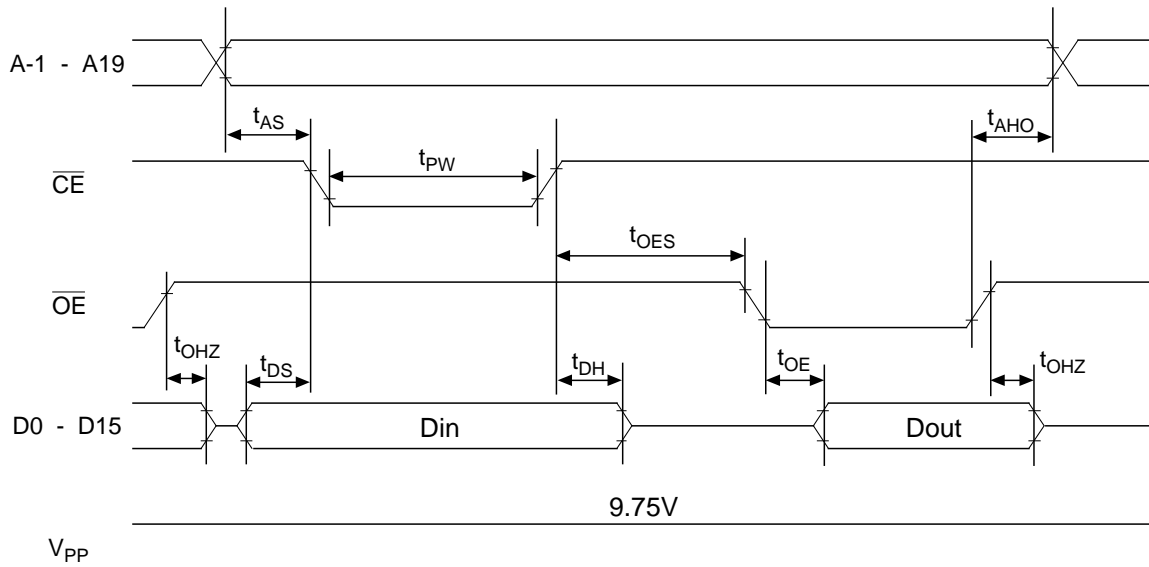 A-1 - A19
tAS
tAHO
CE
tPW
tOES
OE
tOHZ
tDS
tDH
tOE
tOHZ
D0 - D15
Din
Dout
9.75V
VPP